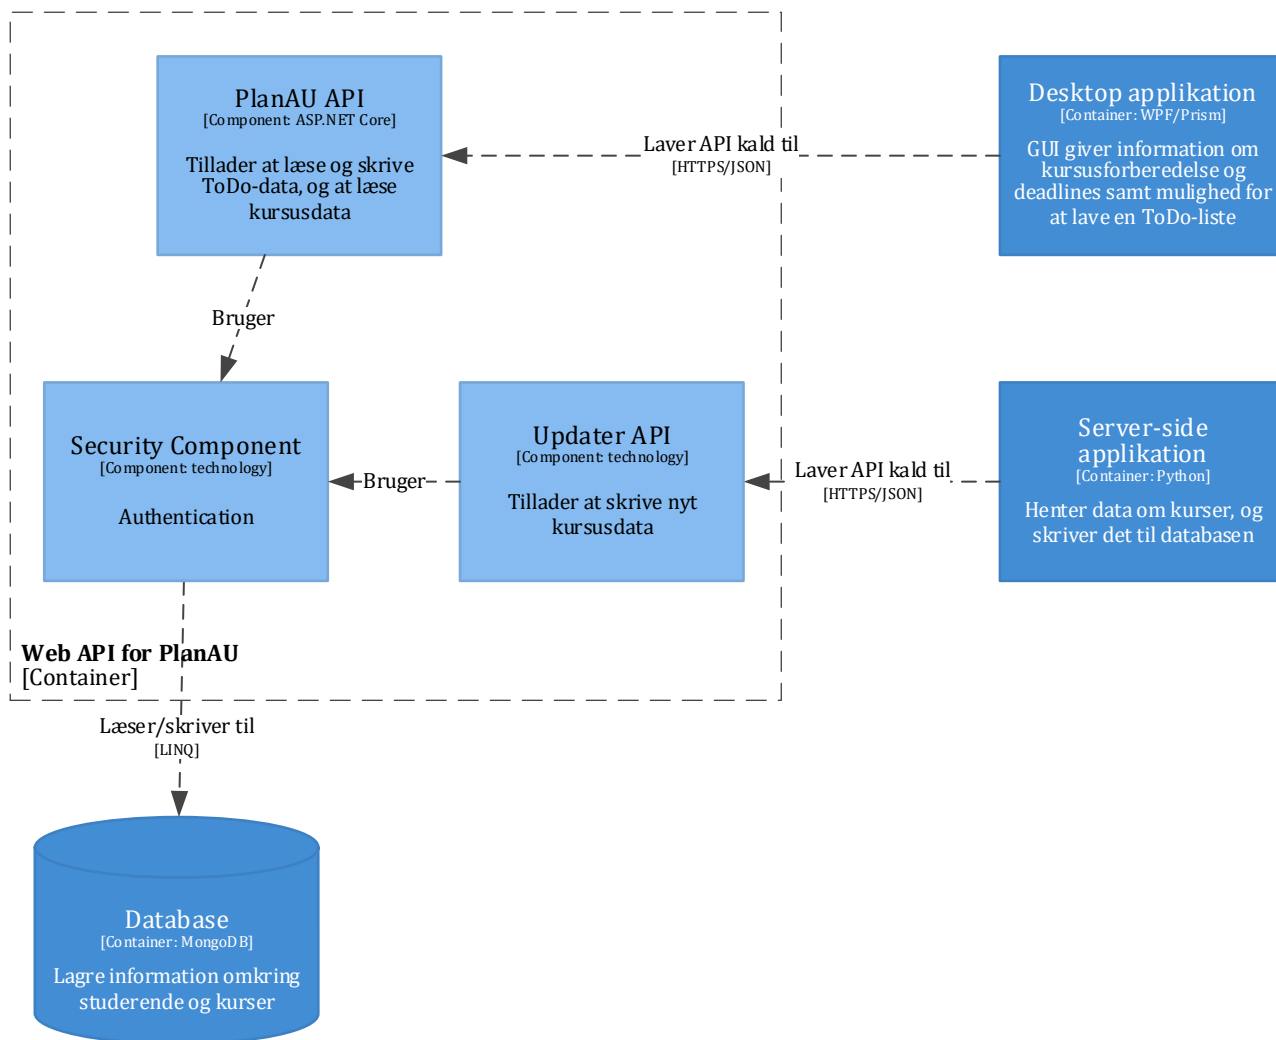 PlanAU API
[Component: ASP.NET Core]
Tillader at læse og skrive
ToDo-data, og at læse
kursusdata
Laver API kald til
[HTTPS/JSON]
Desktop applikation
[Container: WPF/Prism]
GUI giver information om
kursusforberedelse og
deadlines samt mulighed for
at lave en ToDo-liste
Bruger
Security Component
[Component: technology]
Authentication
Bruger
Updater API
[Component: technology]
Tillader at skrive nyt
kursusdata
Laver API kald til
[HTTPS/JSON]
Server-side
applikation
[Container: Python]
Henter data om kurser, og
skriver det til databasen
Web API for PlanAU
[Container]
Læser/skriver til
[LINQ]
Database
[Container: MongoDB]
Lagre information omkring
studerende og kurser